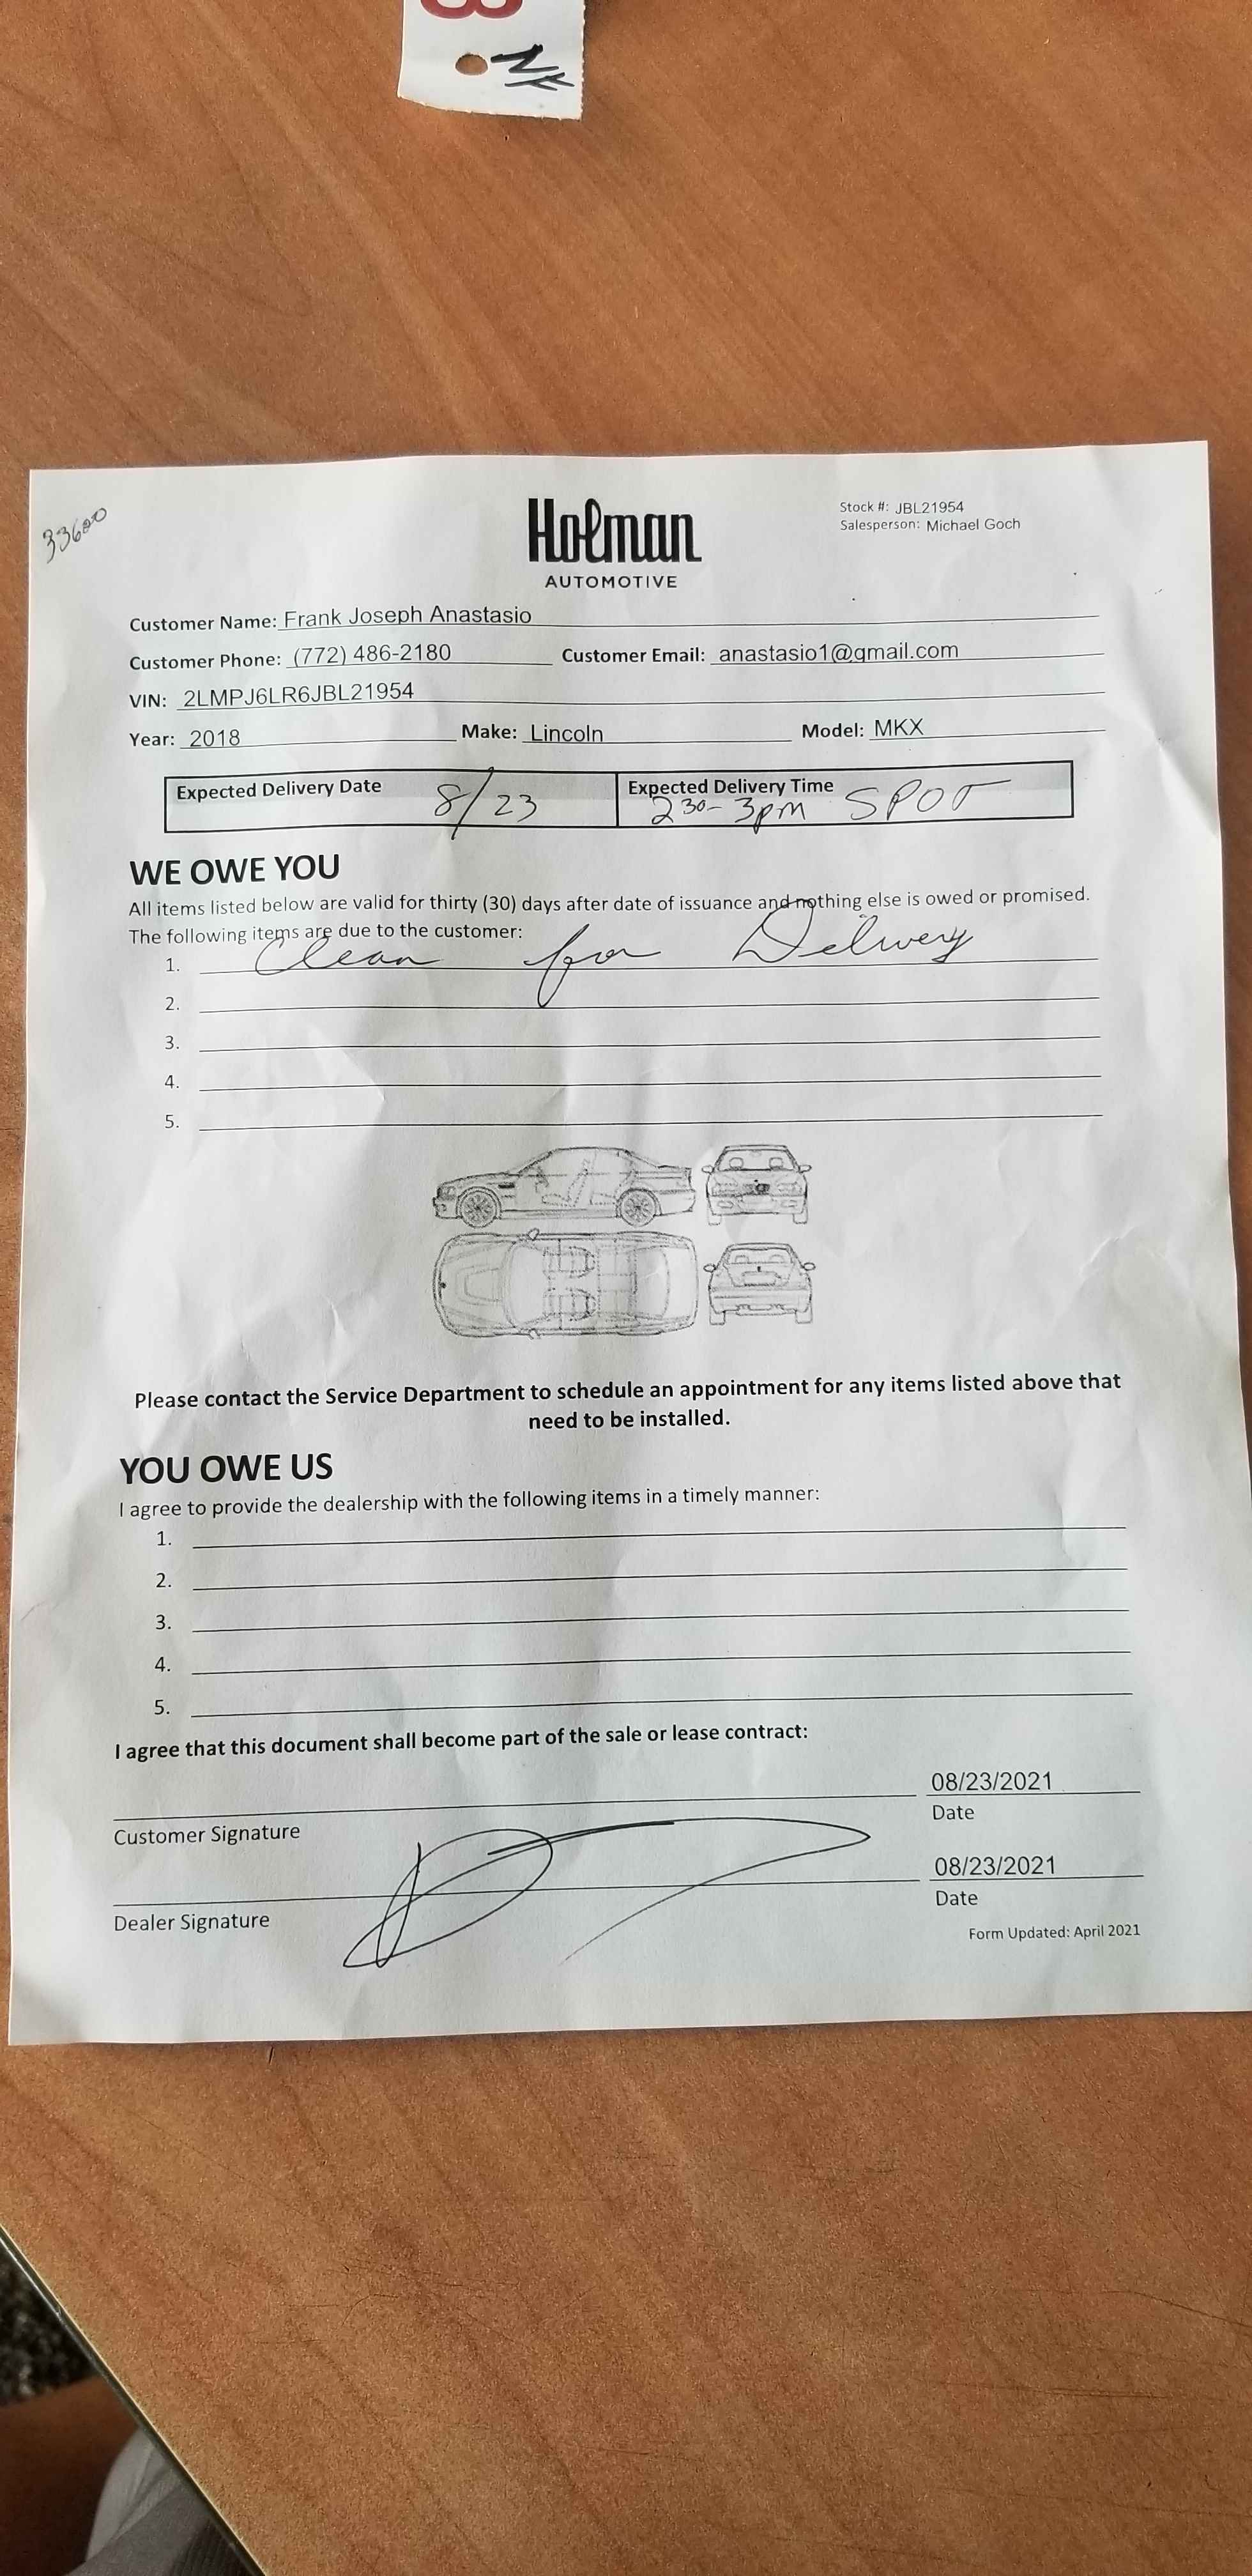 33600
Holman
AUTOMOTIVE
Stock #: JBL21954
Salesperson: Michael Goch
Customer Name: Frank Joseph Anastasio
Customer Phone: (772) 486-2180 Customer Email: anastasio1@gmail.com
VIN: 2LMPJ6LR6JBL21954
Year: 2018 Make: Lincoln Model: MKX
Expected Delivery Date 8/23 Expected Delivery Time
2 30-3pm SPOT
WE OWE YOU
All items listed below are valid for thirty (30) days after date of issuance and nothing else is owed or promised.
The following items are due to the customer:
1. Clean for Delivery
2.
3.
4.
5.
Please contact the Service Department to schedule an appointment for any items listed above that
need to be installed.
YOU OWE US
I agree to provide the dealership with the following items in a timely manner:
1.
2.
3.
4.
5.
I agree that this document shall become part of the sale or lease contract:
08/23/2021
Customer Signature Date
08/23/2021
Dealer Signature Date
Form Updated: April 2021